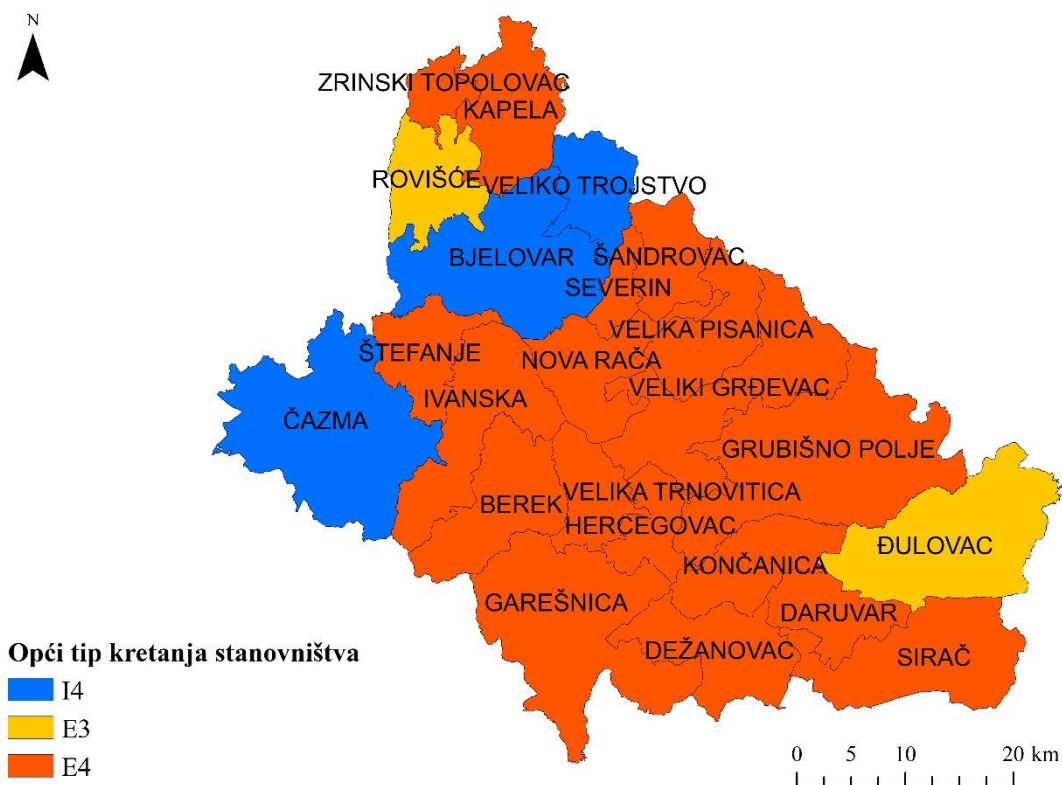 N
ZRINSKI TOPOLOVAC
KAPELA
ROVIŠĆE
VELIKO TROJSTVO
BJELOVAR
ŠANDROVAC
SEVERIN
VELIKA PISANICA
ŠTEFANJE
NOVA RAČA
VELIKI GRĐEVAC
IVANSKA
ČAZMA
GRUBIŠNO POLJE
BEREK
VELIKA TRNOVITICA
HERCEGOVAC
ĐULOVAC
KONČANICA
GAREŠNICA
DARUVAR
DEŽANOVAC
SIRAČ
Opći tip kretanja stanovništva
I4
E3
E4
0 5 10 20 km